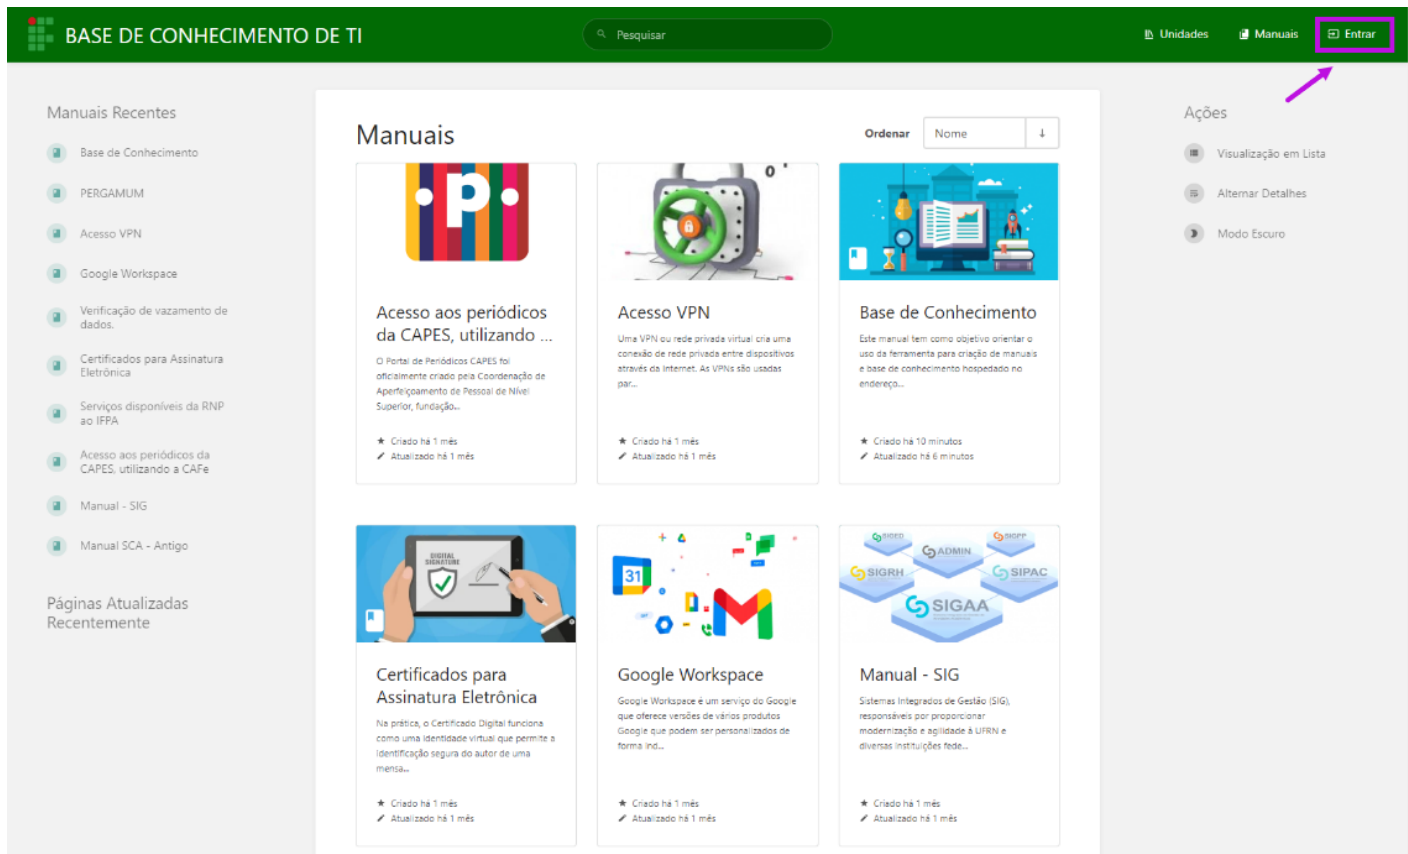 BASE DE CONHECIMENTO DE TI
Pesquisar
Unidades
Manuais
Entrar
Manuais Recentes
Base de Conhecimento
PERGAMUM
Acesso VPN
Google Workspace
Verificação de vazamento de
dados.
Certificados para Assinatura
Eletrônica
Serviços disponíveis da RNP
ao IFPA
Acesso aos periódicos da
CAPES, utilizando a CAFe
Manual - SIG
Manual SCA - Antigo
Páginas Atualizadas
Recentemente
Manuais
Ordenar
Nome
·p·
Acesso aos periódicos
da CAPES, utilizando ...
O Portal de Periódicos CAPES foi
oficialmente criado pela Coordenação de
Aperfeiçoamento de Pessoal de Nível
Superior, fundação...
Criado há 1 mês
Atualizado há 1 mês
Acesso VPN
Uma VPN ou rede privada virtual cria uma
conexão de rede privada entre dispositivos
através da Internet. As VPNs são usadas
par...
Criado há 1 mês
Atualizado há 1 mês
Base de Conhecimento
Este manual tem como objetivo orientar o
uso da ferramenta para criação de manuais
e base de conhecimento hospedado no
endereço...
Criado há 10 minutos
Atualizado há 6 minutos
DIGITAL
SIGNATURE
Certificados para
Assinatura Eletrônica
Na prática, o Certificado Digital funciona
como uma identidade virtual que permite a
identificação segura do autor de uma
mensa...
Criado há 1 mês
Atualizado há 1 mês
31
Google Workspace
Google Workspace é um serviço do Google
que oferece versões de vários produtos
Google que podem ser personalizados de
forma ind...
Criado há 1 mês
Atualizado há 1 mês
SIGED
SIGPP
ADMIN
SIGRH
SIPAC
SIGAA
Manual - SIG
Sistemas Integrados de Gestão (SIG),
responsáveis por proporcionar
modernização e agilidade à UFRN e
diversas instituições fede...
Criado há 1 mês
Atualizado há 1 mês
Ações
Visualização em Lista
Alternar Detalhes
Modo Escuro